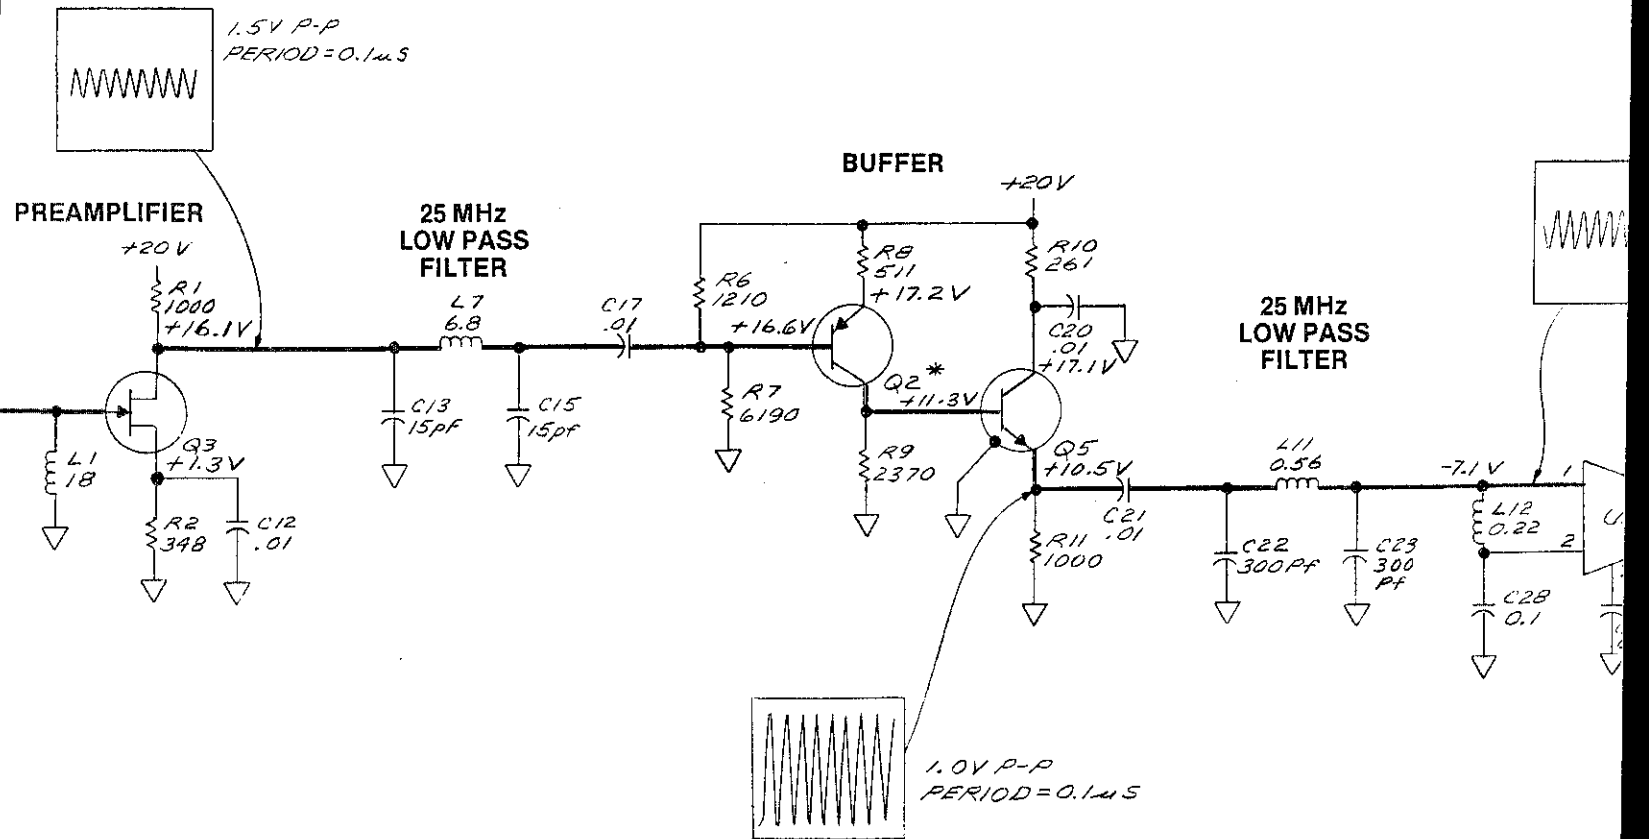 1.5V P-P
PERIOD=0.1µS
PREAMPLIFIER
+20V
R1
1000
+16.1V
25 MHz
LOW PASS
FILTER
L7
6.8
C17
.01
BUFFER
+20V
R6
1210
+16.6V
R8
511
+17.2V
R10
261
C20
.01
+17.1V
25 MHz
LOW PASS
FILTER
Q3
+1.3V
L1
18
R2
348
C12
.01
C13
15pF
C15
15pf
R7
6190
Q2 *
+11.3V
R9
2370
Q5
+10.5V
C21
.01
R11
1000
L11
0.56
C22
300Pf
C23
300
Pf
-7.1V
1
L12
0.22
2
C28
0.1
1.0V P-P
PERIOD=0.1µS